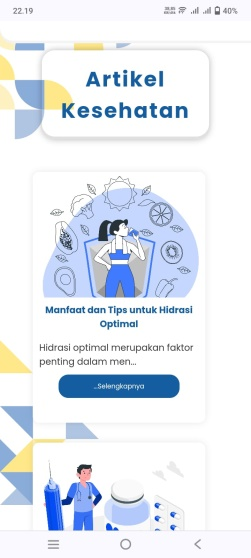 22.19
40%
Artikel
Kesehatan
Manfaat dan Tips untuk Hidrasi
Optimal
Hidrasi optimal merupakan faktor
penting dalam men...
...Selengkapnya